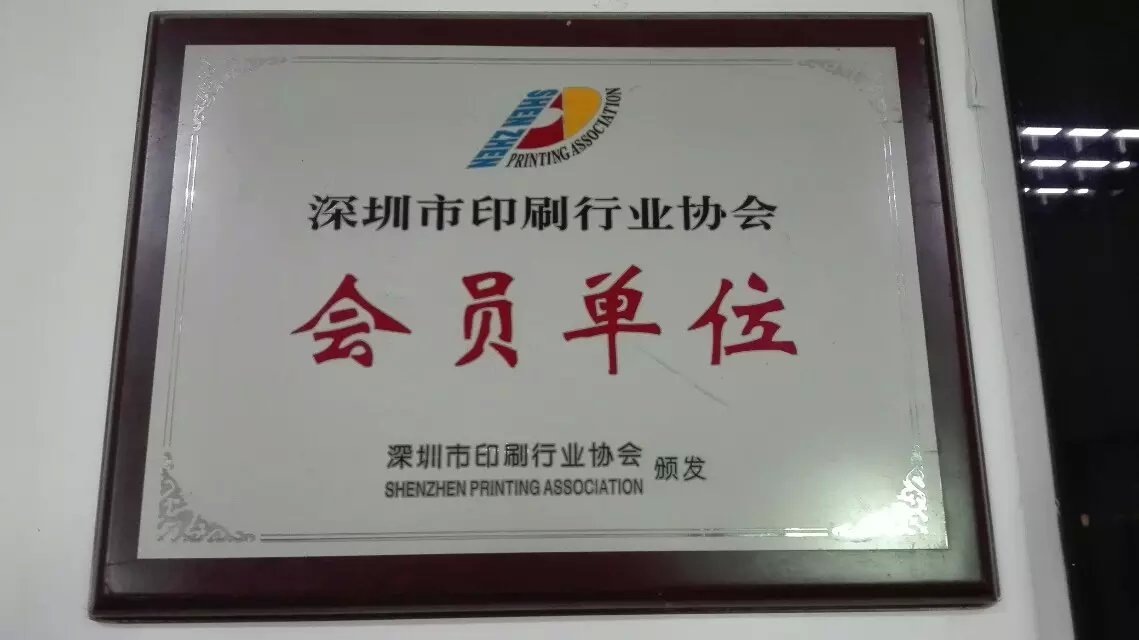 SHEN ZHEN
PRINTING ASSOCIATION
深圳市印刷行业协会
会员单位
深圳市印刷行业协会 颁发
SHENZHEN PRINTING ASSOCIATION